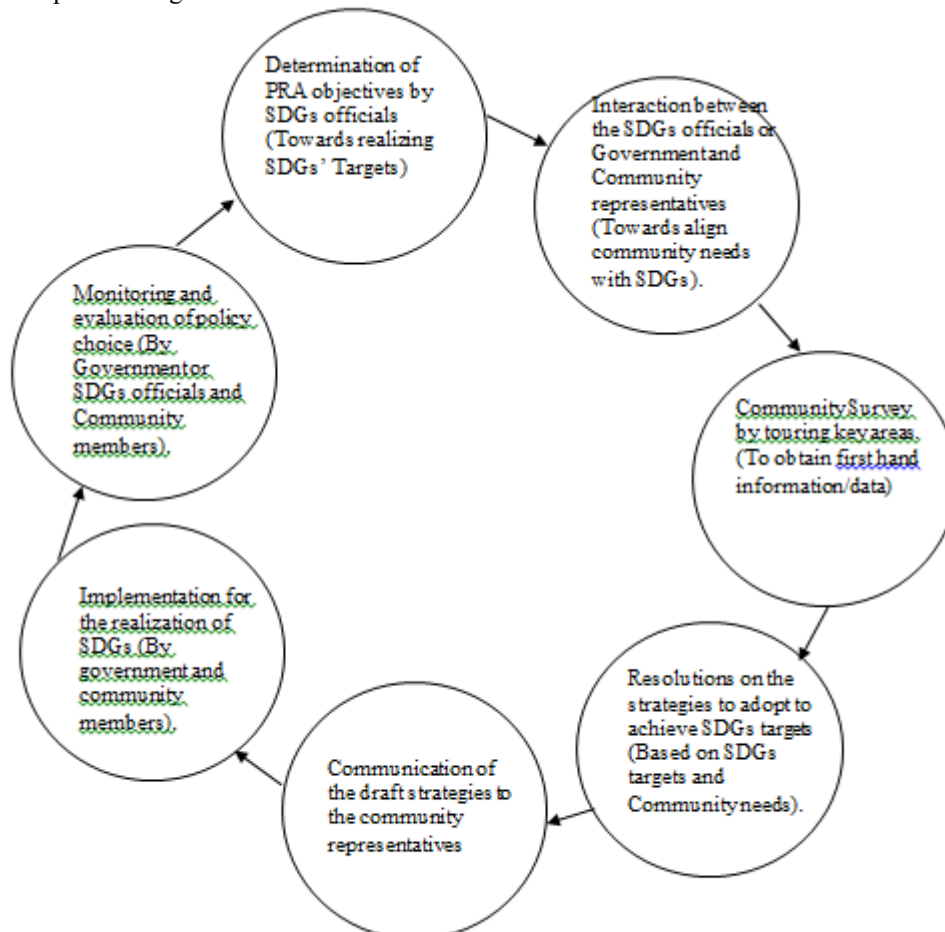 Determination of
PRA objectives by
SDGs officials
(Towards realizing
SDGs' Targets)
Interaction between
the SDGs officials or
Government and
Community
representatives
(Towards align
community needs
with SDGs).
Community Survey
by touring key areas.
(To obtain first hand
information/data)
Resolutions on the
strategies to adopt to
achieve SDGs targets
(Based on SDGs
targets and
Community needs).
Communication of
the draft strategies to
the community
representatives
Implementation for
the realization of
SDGs (By
government and
community
members).
Monitoring and
evaluation of policy
choice (By
Government or
SDGs officials and
Community
members).